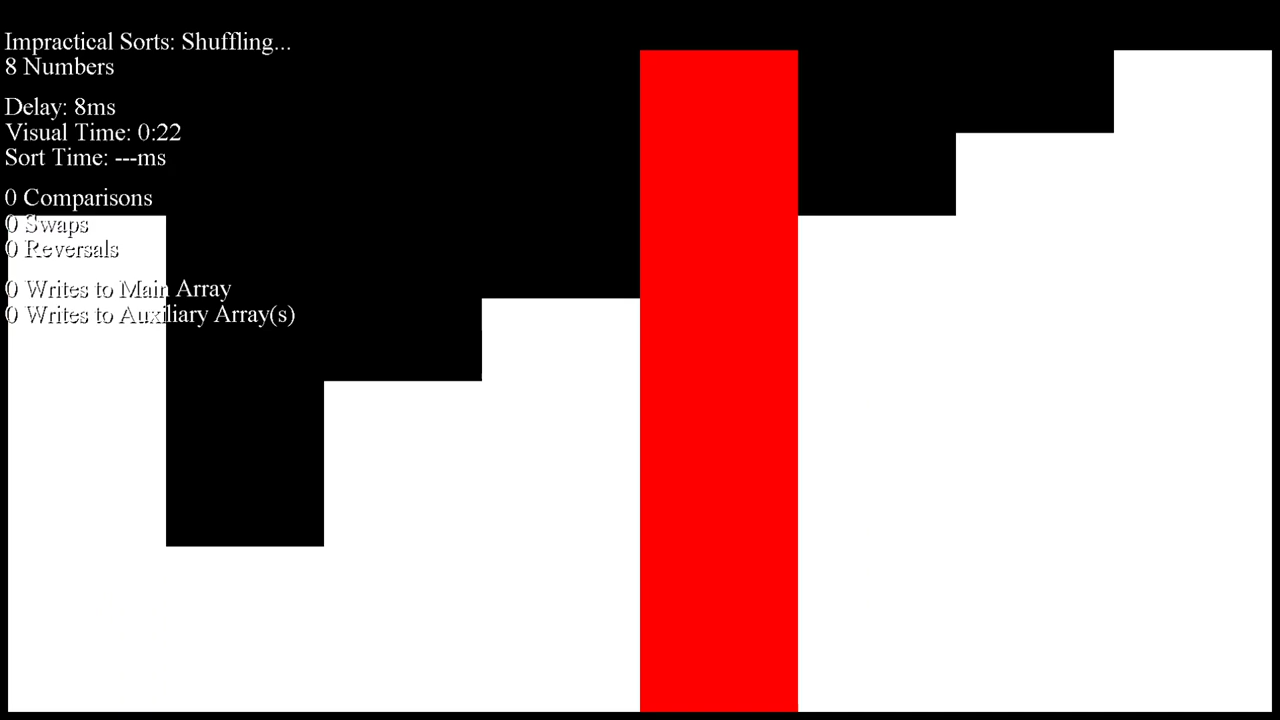 Impractical Sorts: Shuffling...
8 Numbers
Delay: 8ms
Visual Time: 0:22
Sort Time: ---ms
0 Comparisons
0 Swaps
0 Reversals
0 Writes to Main Array
0 Writes to Auxiliary Array(s)